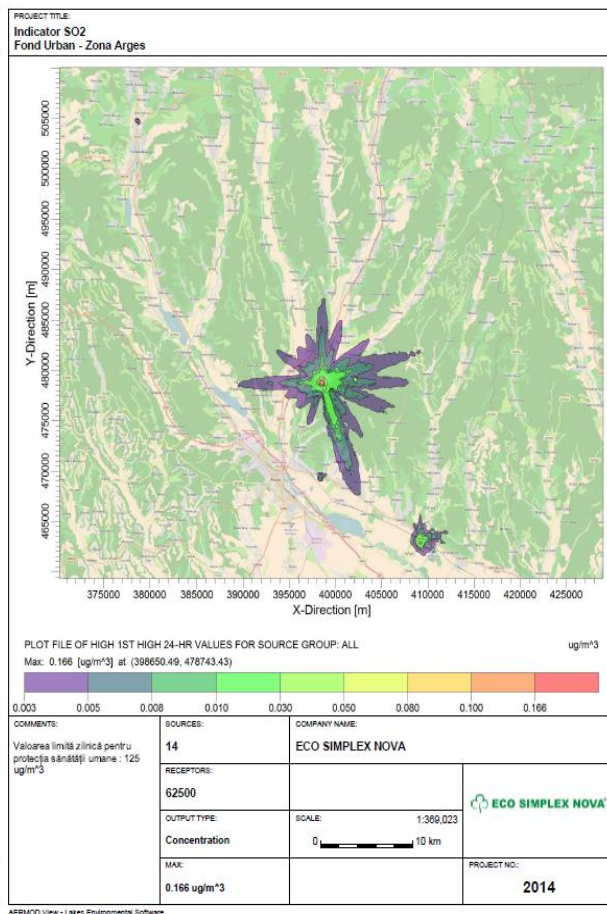 PROJECT TITLE:
Indicator SO2
Fond Urban - Zona Arges
Y-Direction [m]
505000
500000
495000
490000
485000
480000
475000
470000
465000
375000 380000 385000 390000 395000 400000 405000 410000 415000 420000 425000
X-Direction [m]
PLOT FILE OF HIGH 1ST HIGH 24-HR VALUES FOR SOURCE GROUP: ALL
ug/m^3
Max: 0.166 [ug/m^3] at (398650.49, 478743.43)
0.003 0.005 0.008 0.010 0.030 0.050 0.080 0.100 0.166
COMMENTS:
Valoarea limită zilnică pentru
protecția sănătății umane : 125
ug/m^3
SOURCES:
14
COMPANY NAME:
ECO SIMPLEX NOVA
RECEPTORS:
62500
OUTPUT TYPE:
Concentration
SCALE:
1:369,023
0 10 km
ECO SIMPLEX NOVA
MAX:
0.166 ug/m^3
PROJECT NO.:
2014
AERMOD View - Lakes Environmental Software